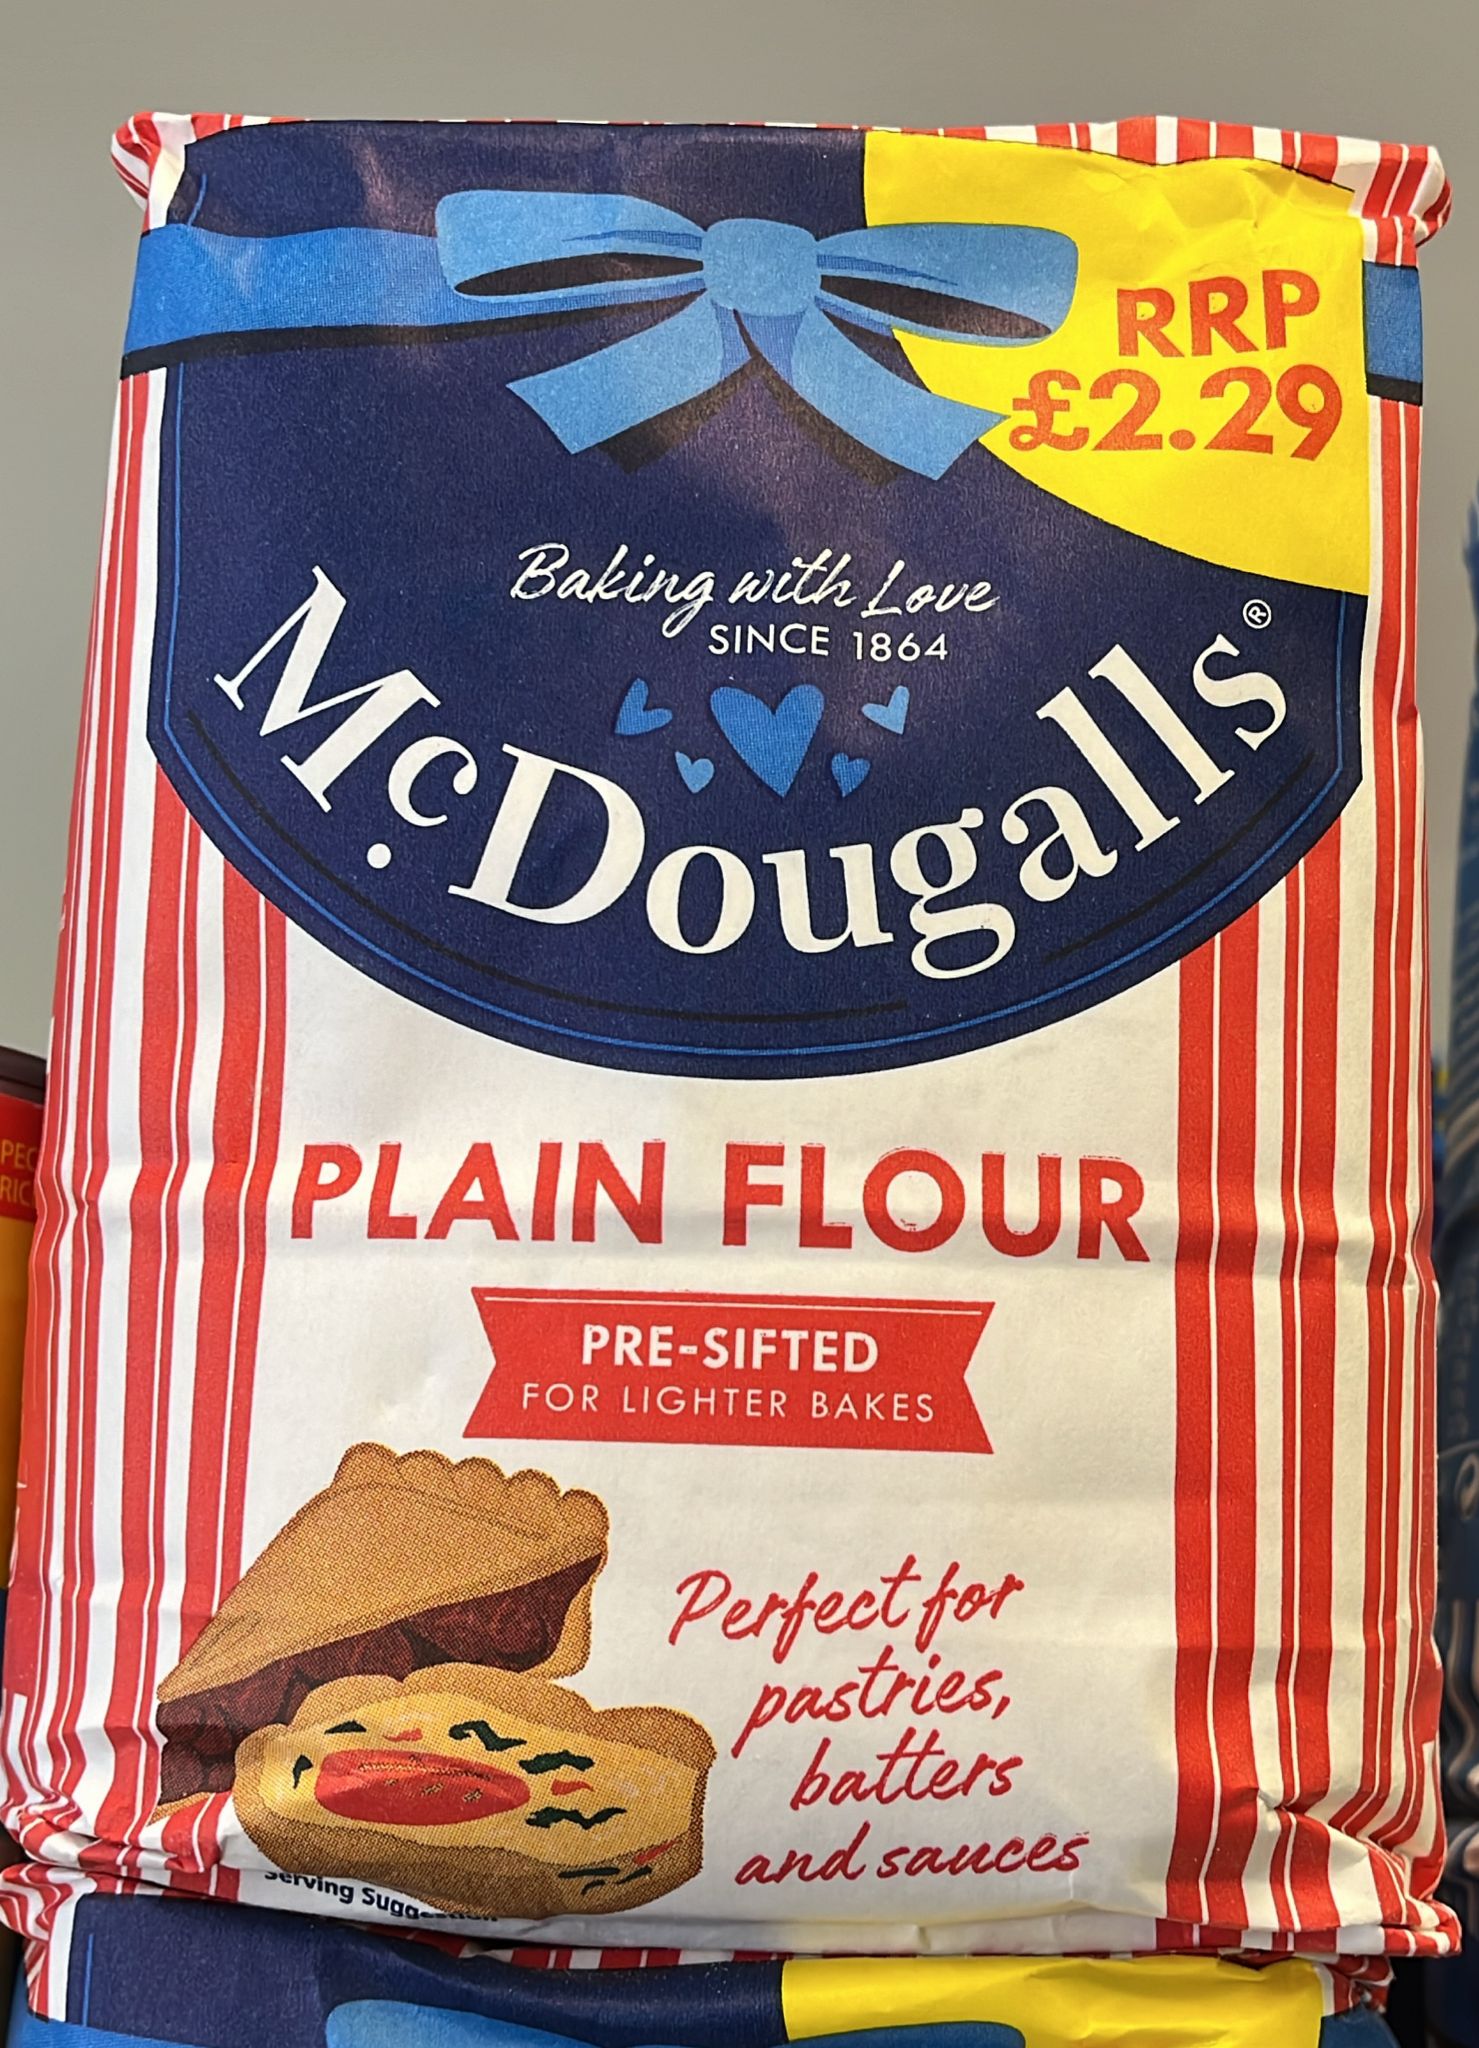 RRP
£2.29
Baking with Love
SINCE 1864
McDougalls®
PLAIN FLOUR
PRE-SIFTED
FOR LIGHTER BAKES
Perfect for
pastries,
batters
and sauces
Serving